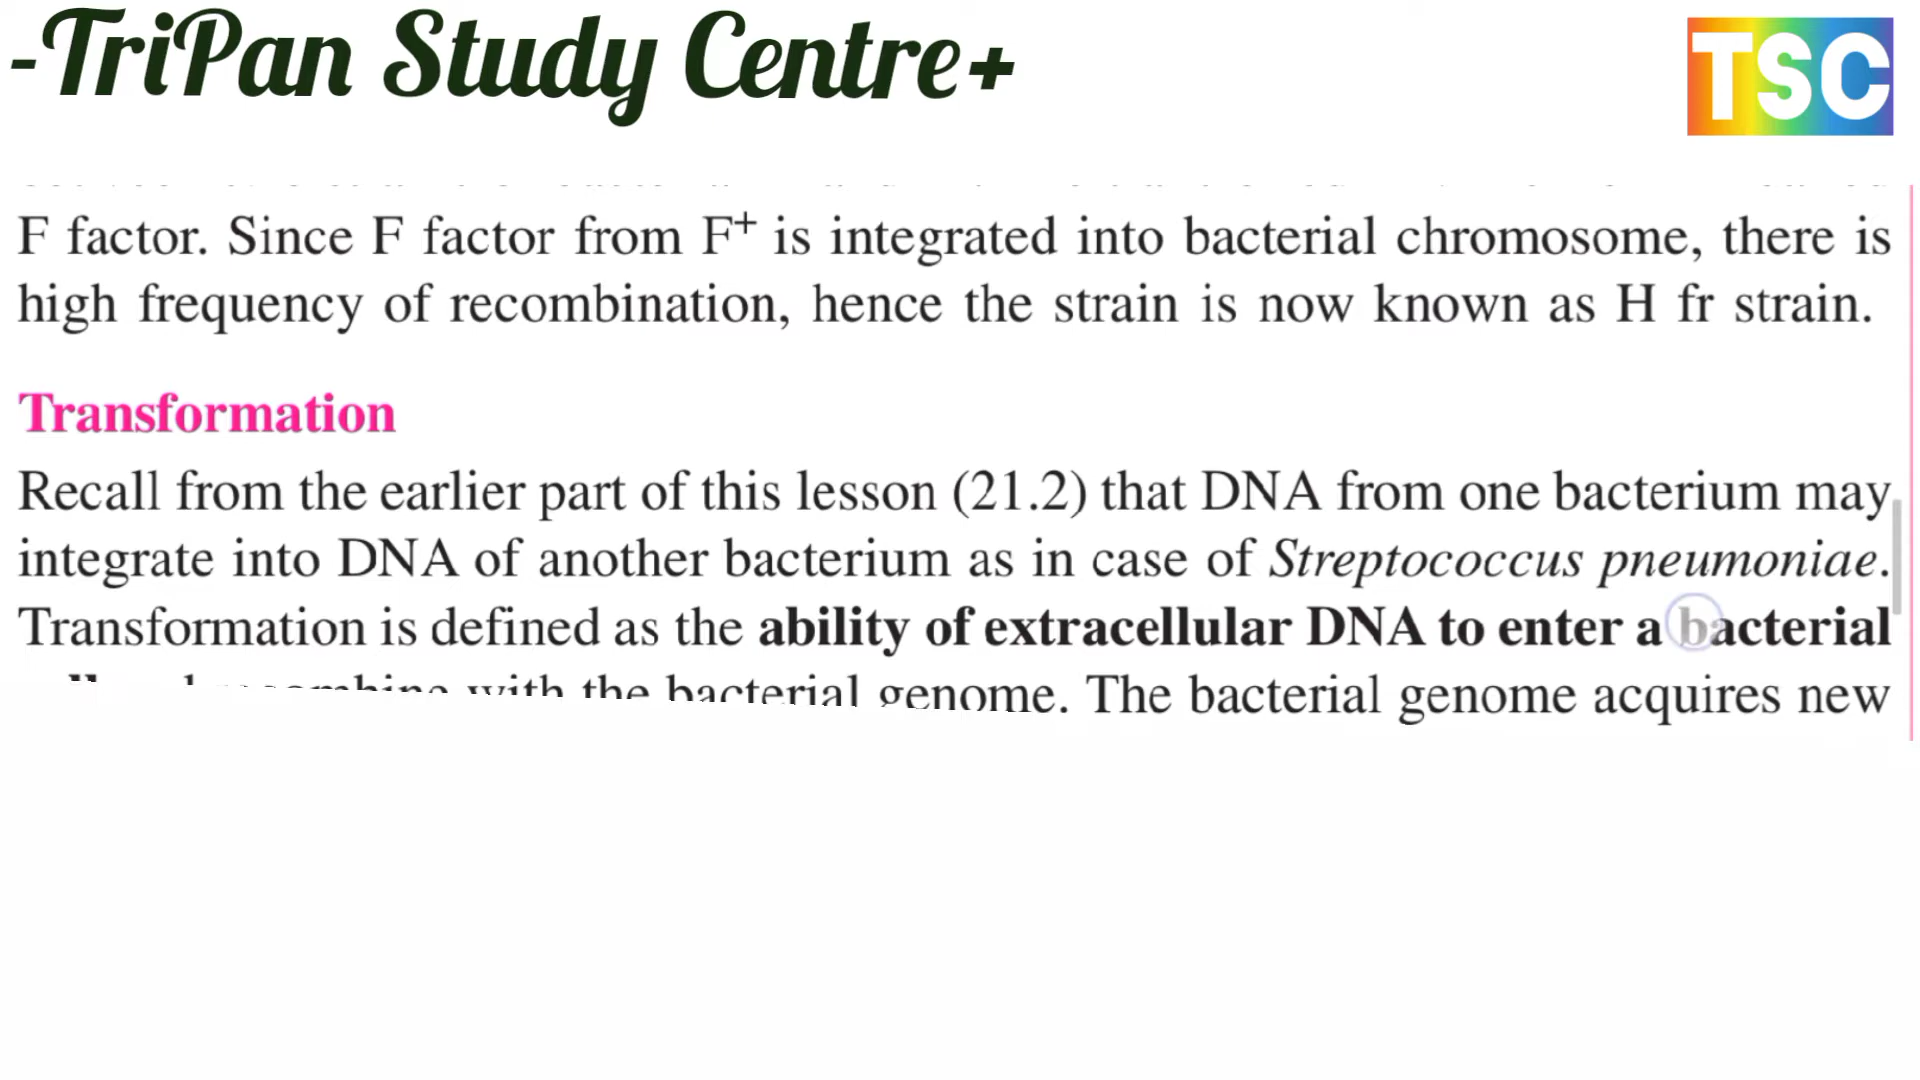 -TriPan Study Centre+
TSC
F factor. Since F factor from F⁺ is integrated into bacterial chromosome, there is
high frequency of recombination, hence the strain is now known as H fr strain.
Transformation
Recall from the earlier part of this lesson (21.2) that DNA from one bacterium may
integrate into DNA of another bacterium as in case of Streptococcus pneumoniae.
Transformation is defined as the ability of extracellular DNA to enter a bacterial
with the bacterial genome. The bacterial genome acquires new